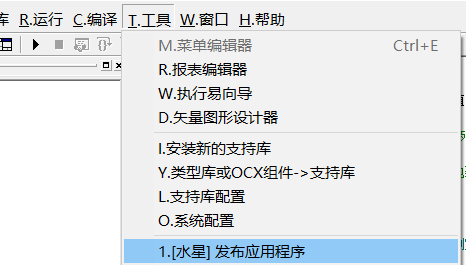 库 R.运行 C.编译 T.工具 W.窗口 H.帮助
M.菜单编辑器 Ctrl+E
R.报表编辑器
W.执行易向导
D.矢量图形设计器
I.安装新的支持库
Y.类型库或OCX组件->支持库
L.支持库配置
O.系统配置
1.[水星] 发布应用程序